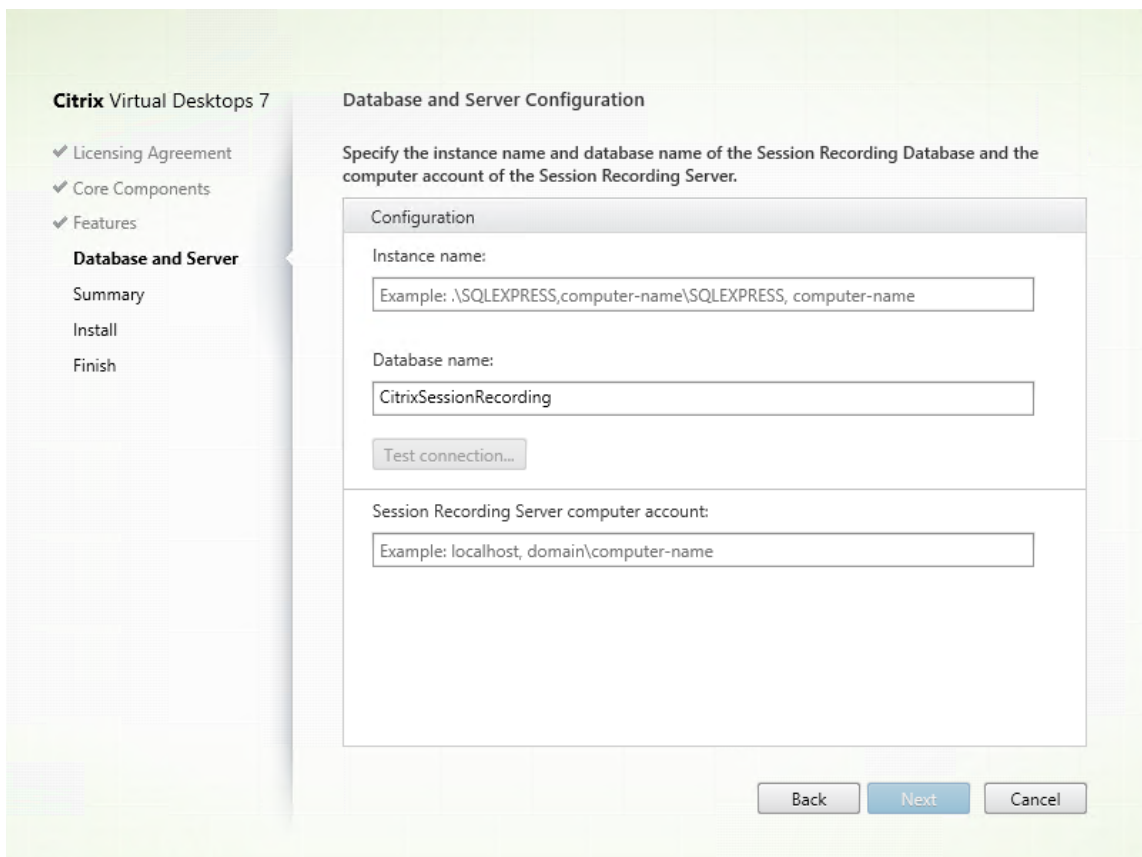 Citrix Virtual Desktops 7
Licensing Agreement
Core Components
Features
Database and Server
Summary
Install
Finish
Database and Server Configuration
Specify the instance name and database name of the Session Recording Database and the
computer account of the Session Recording Server.
Configuration
Instance name:
Example: .\SQLEXPRESS,computer-name\SQLEXPRESS, computer-name
Database name:
CitrixSessionRecording
Test connection...
Session Recording Server computer account:
Example: localhost, domain\computer-name
Back
Next
Cancel